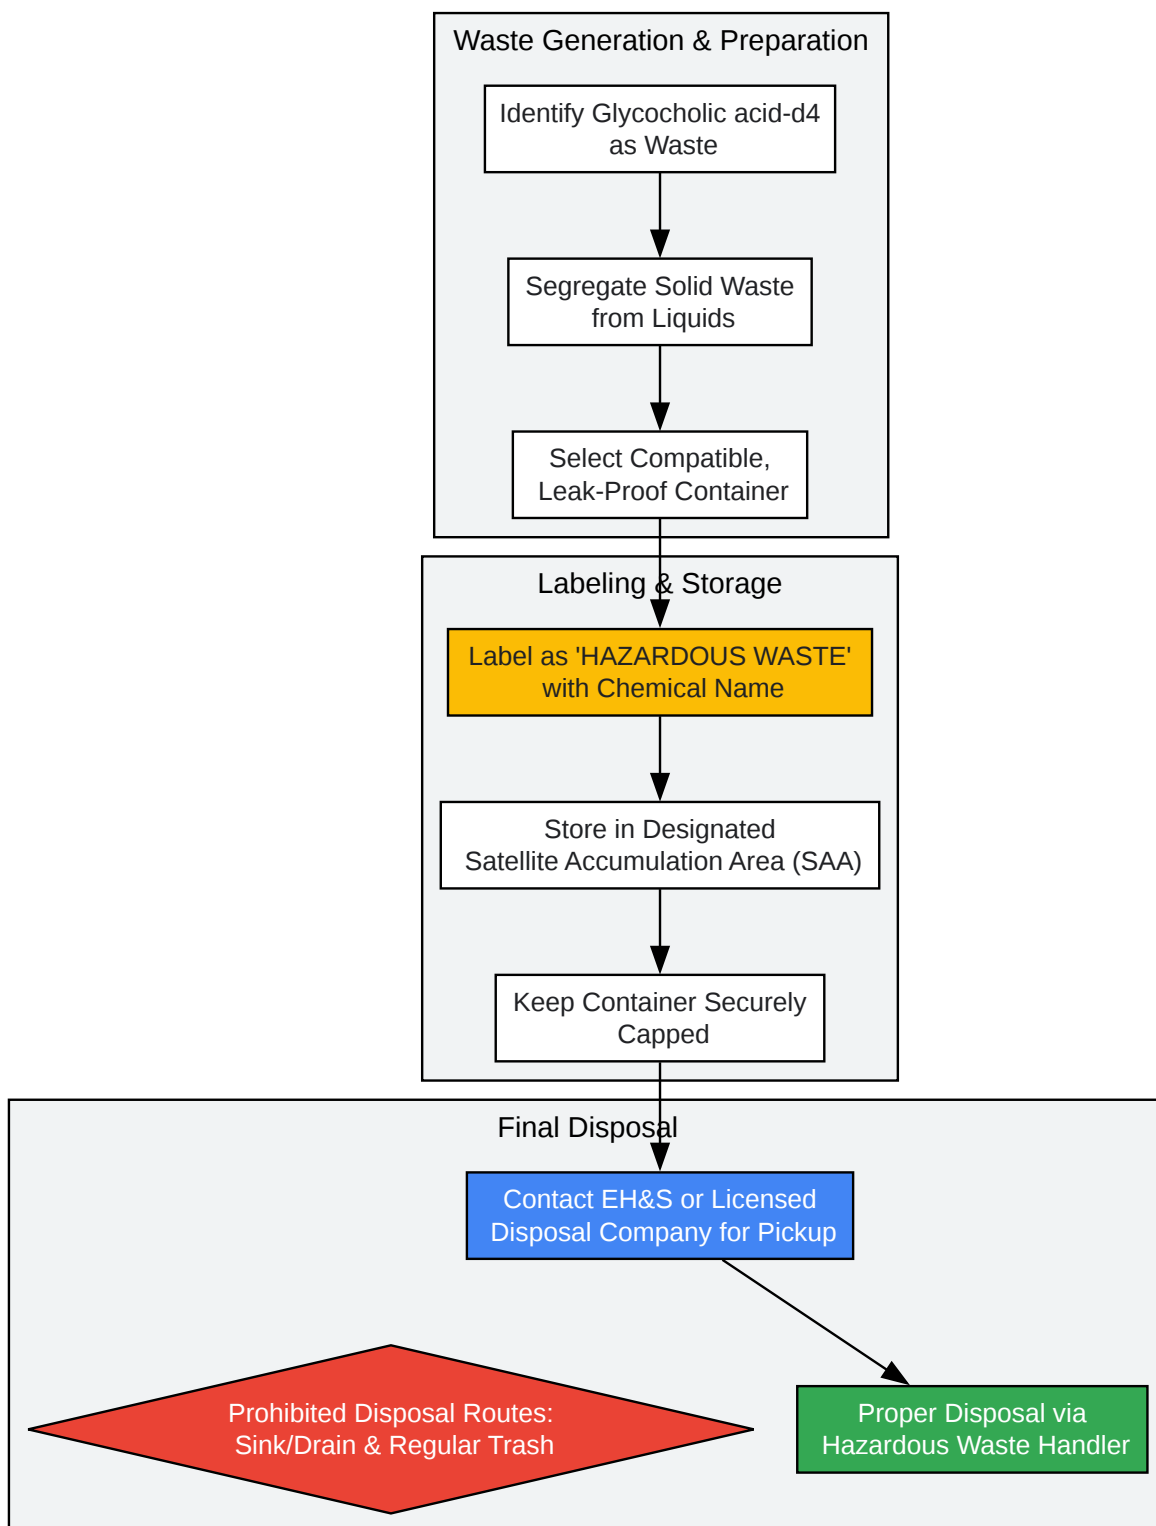 Waste Generation & Preparation
Identify Glycocholic acid-d4
as Waste
Segregate Solid Waste
from Liquids
Select Compatible,
Leak-Proof Container
Labeling & Storage
Label as 'HAZARDOUS WASTE'
with Chemical Name
Store in Designated
Satellite Accumulation Area (SAA)
Keep Container Securely
Capped
Final Disposal
Contact EH&S or Licensed
Disposal Company for Pickup
Prohibited Disposal Routes:
Sink/Drain & Regular Trash
Proper Disposal via
Hazardous Waste Handler